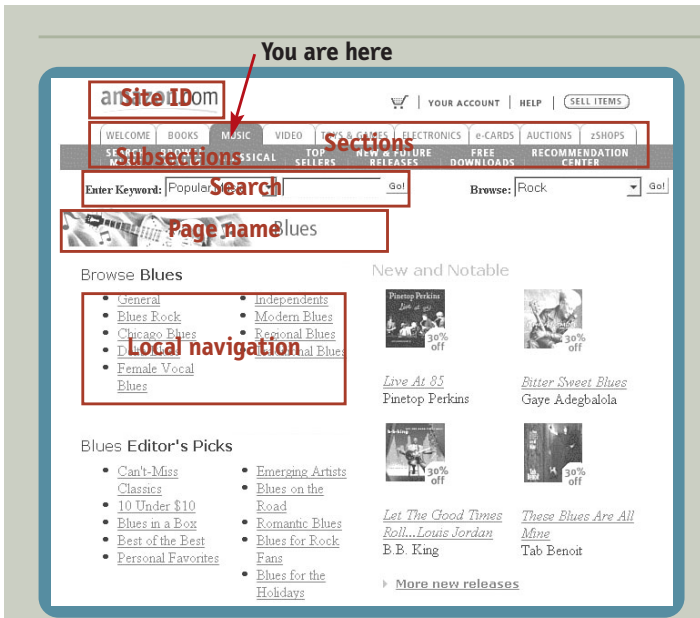 You are here
amazon.com
Site ID
YOUR ACCOUNT | HELP | SELL ITEMS
WELCOME BOOKS MUSIC VIDEO TOYS & GAMES ELECTRONICS e-CARDS AUCTIONS zSHOPS
Sections
Subsections
CLASSICAL TOP SELLERS NEW & FUTURE RELEASES FREE DOWNLOADS RECOMMENDATION CENTER
Enter Keyword: Popular Music Go! Browse: Rock Go!
Search
Page name
Blues
Browse Blues
General
Blues Rock
Chicago Blues
Female Vocal
Blues
Independents
Modern Blues
Regional Blues
Local navigation
Blues Editor's Picks
Can't-Miss
Classics
10 Under $10
Blues in a Box
Best of the Best
Personal Favorites
Emerging Artists
Blues on the
Road
Romantic Blues
Blues for Rock
Fans
Blues for the
Holidays
New and Notable
Pinetop Perkins
Live at 85
30%
off
30%
off
Live At 85
Pinetop Perkins
Bitter Sweet Blues
Gaye Adegbalola
30%
off
30%
off
Let The Good Times
Roll...Louis Jordan
B.B. King
These Blues Are All
Mine
Tab Benoit
More new releases